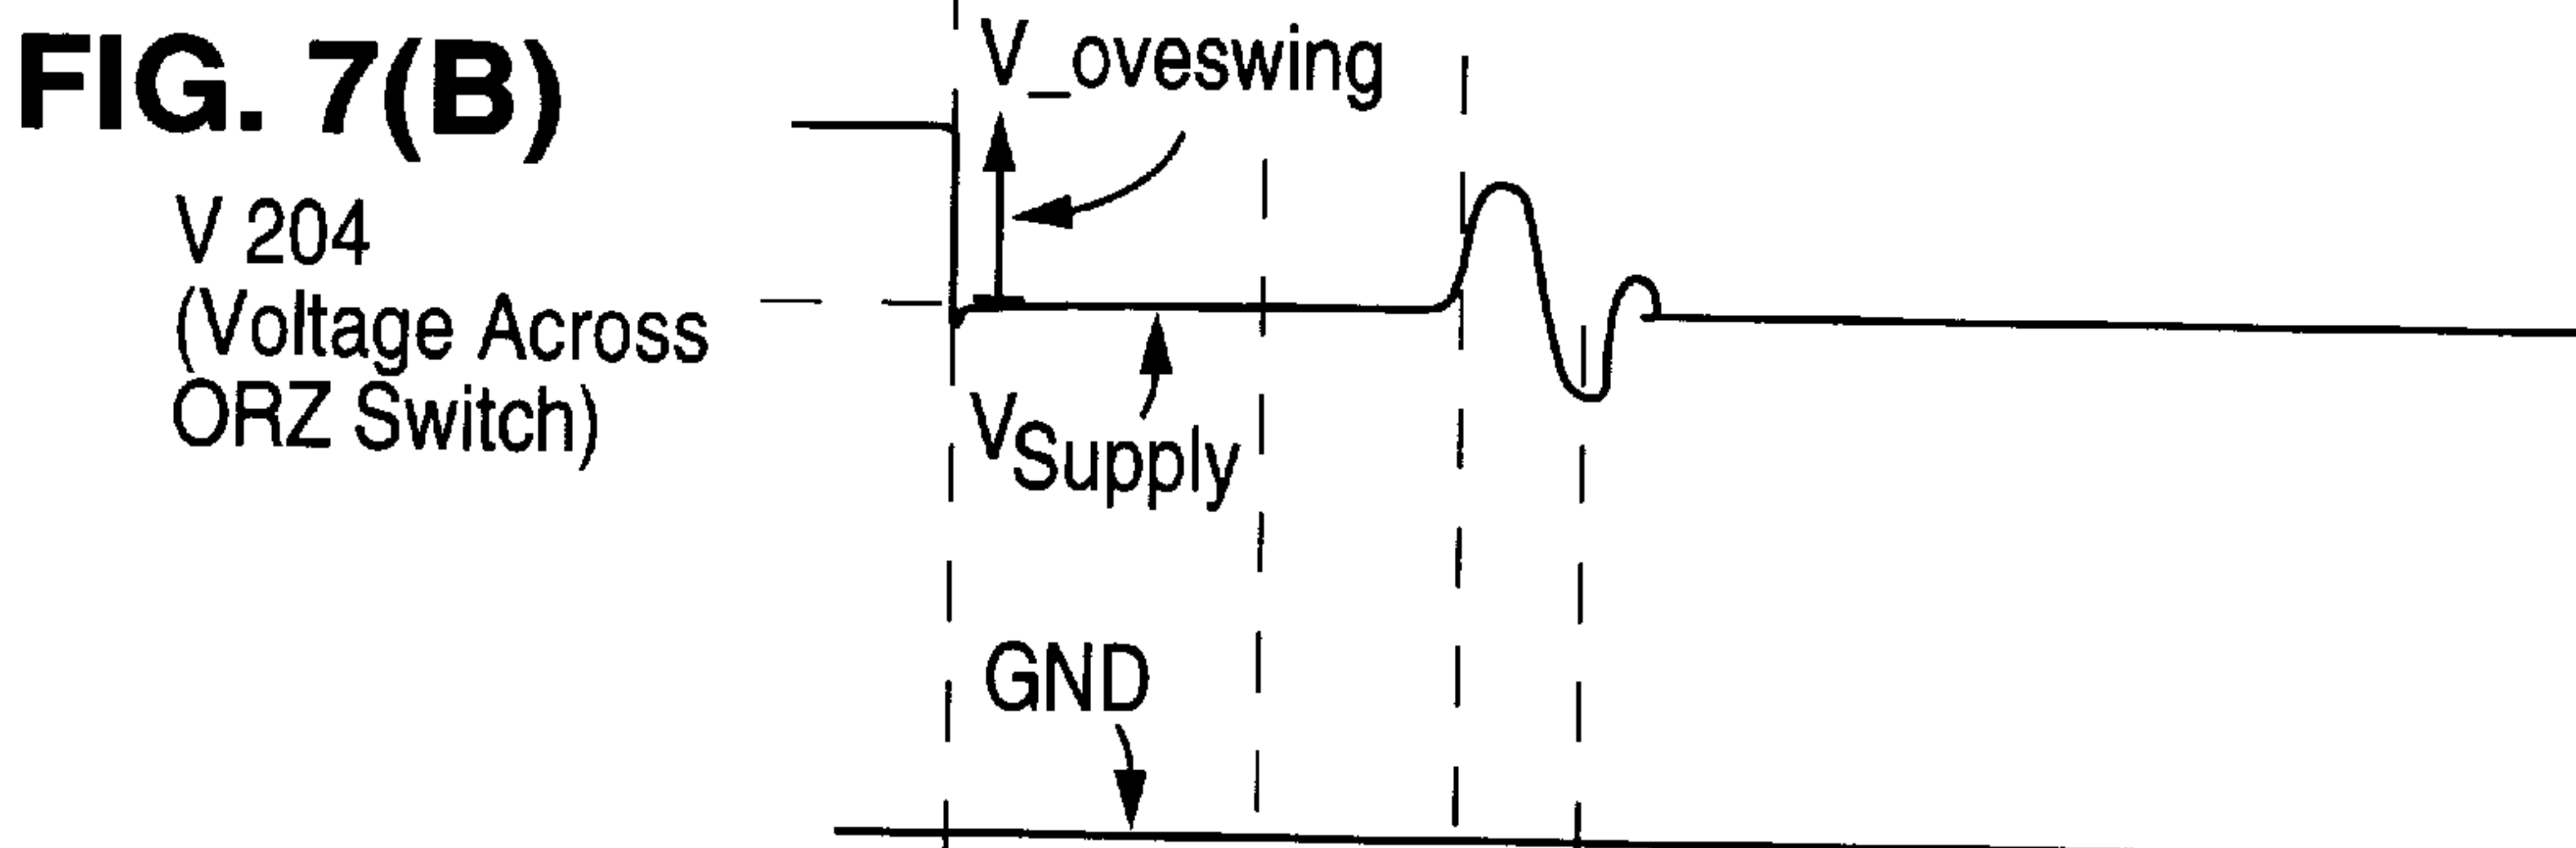 FIG. 7(B)
V_oveswing
V 204
(Voltage Across
ORZ Switch)
VSupply
GND